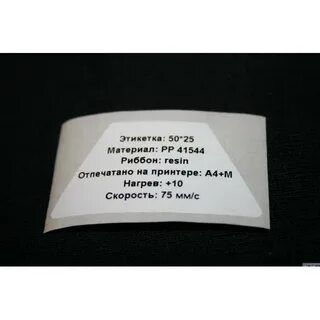 Этикетка: 50*25
Материал: PP 41544
Риббон: resin
Отпечатано на принтере: A4+M
Нагрев: +10
Скорость: 75 мм/с